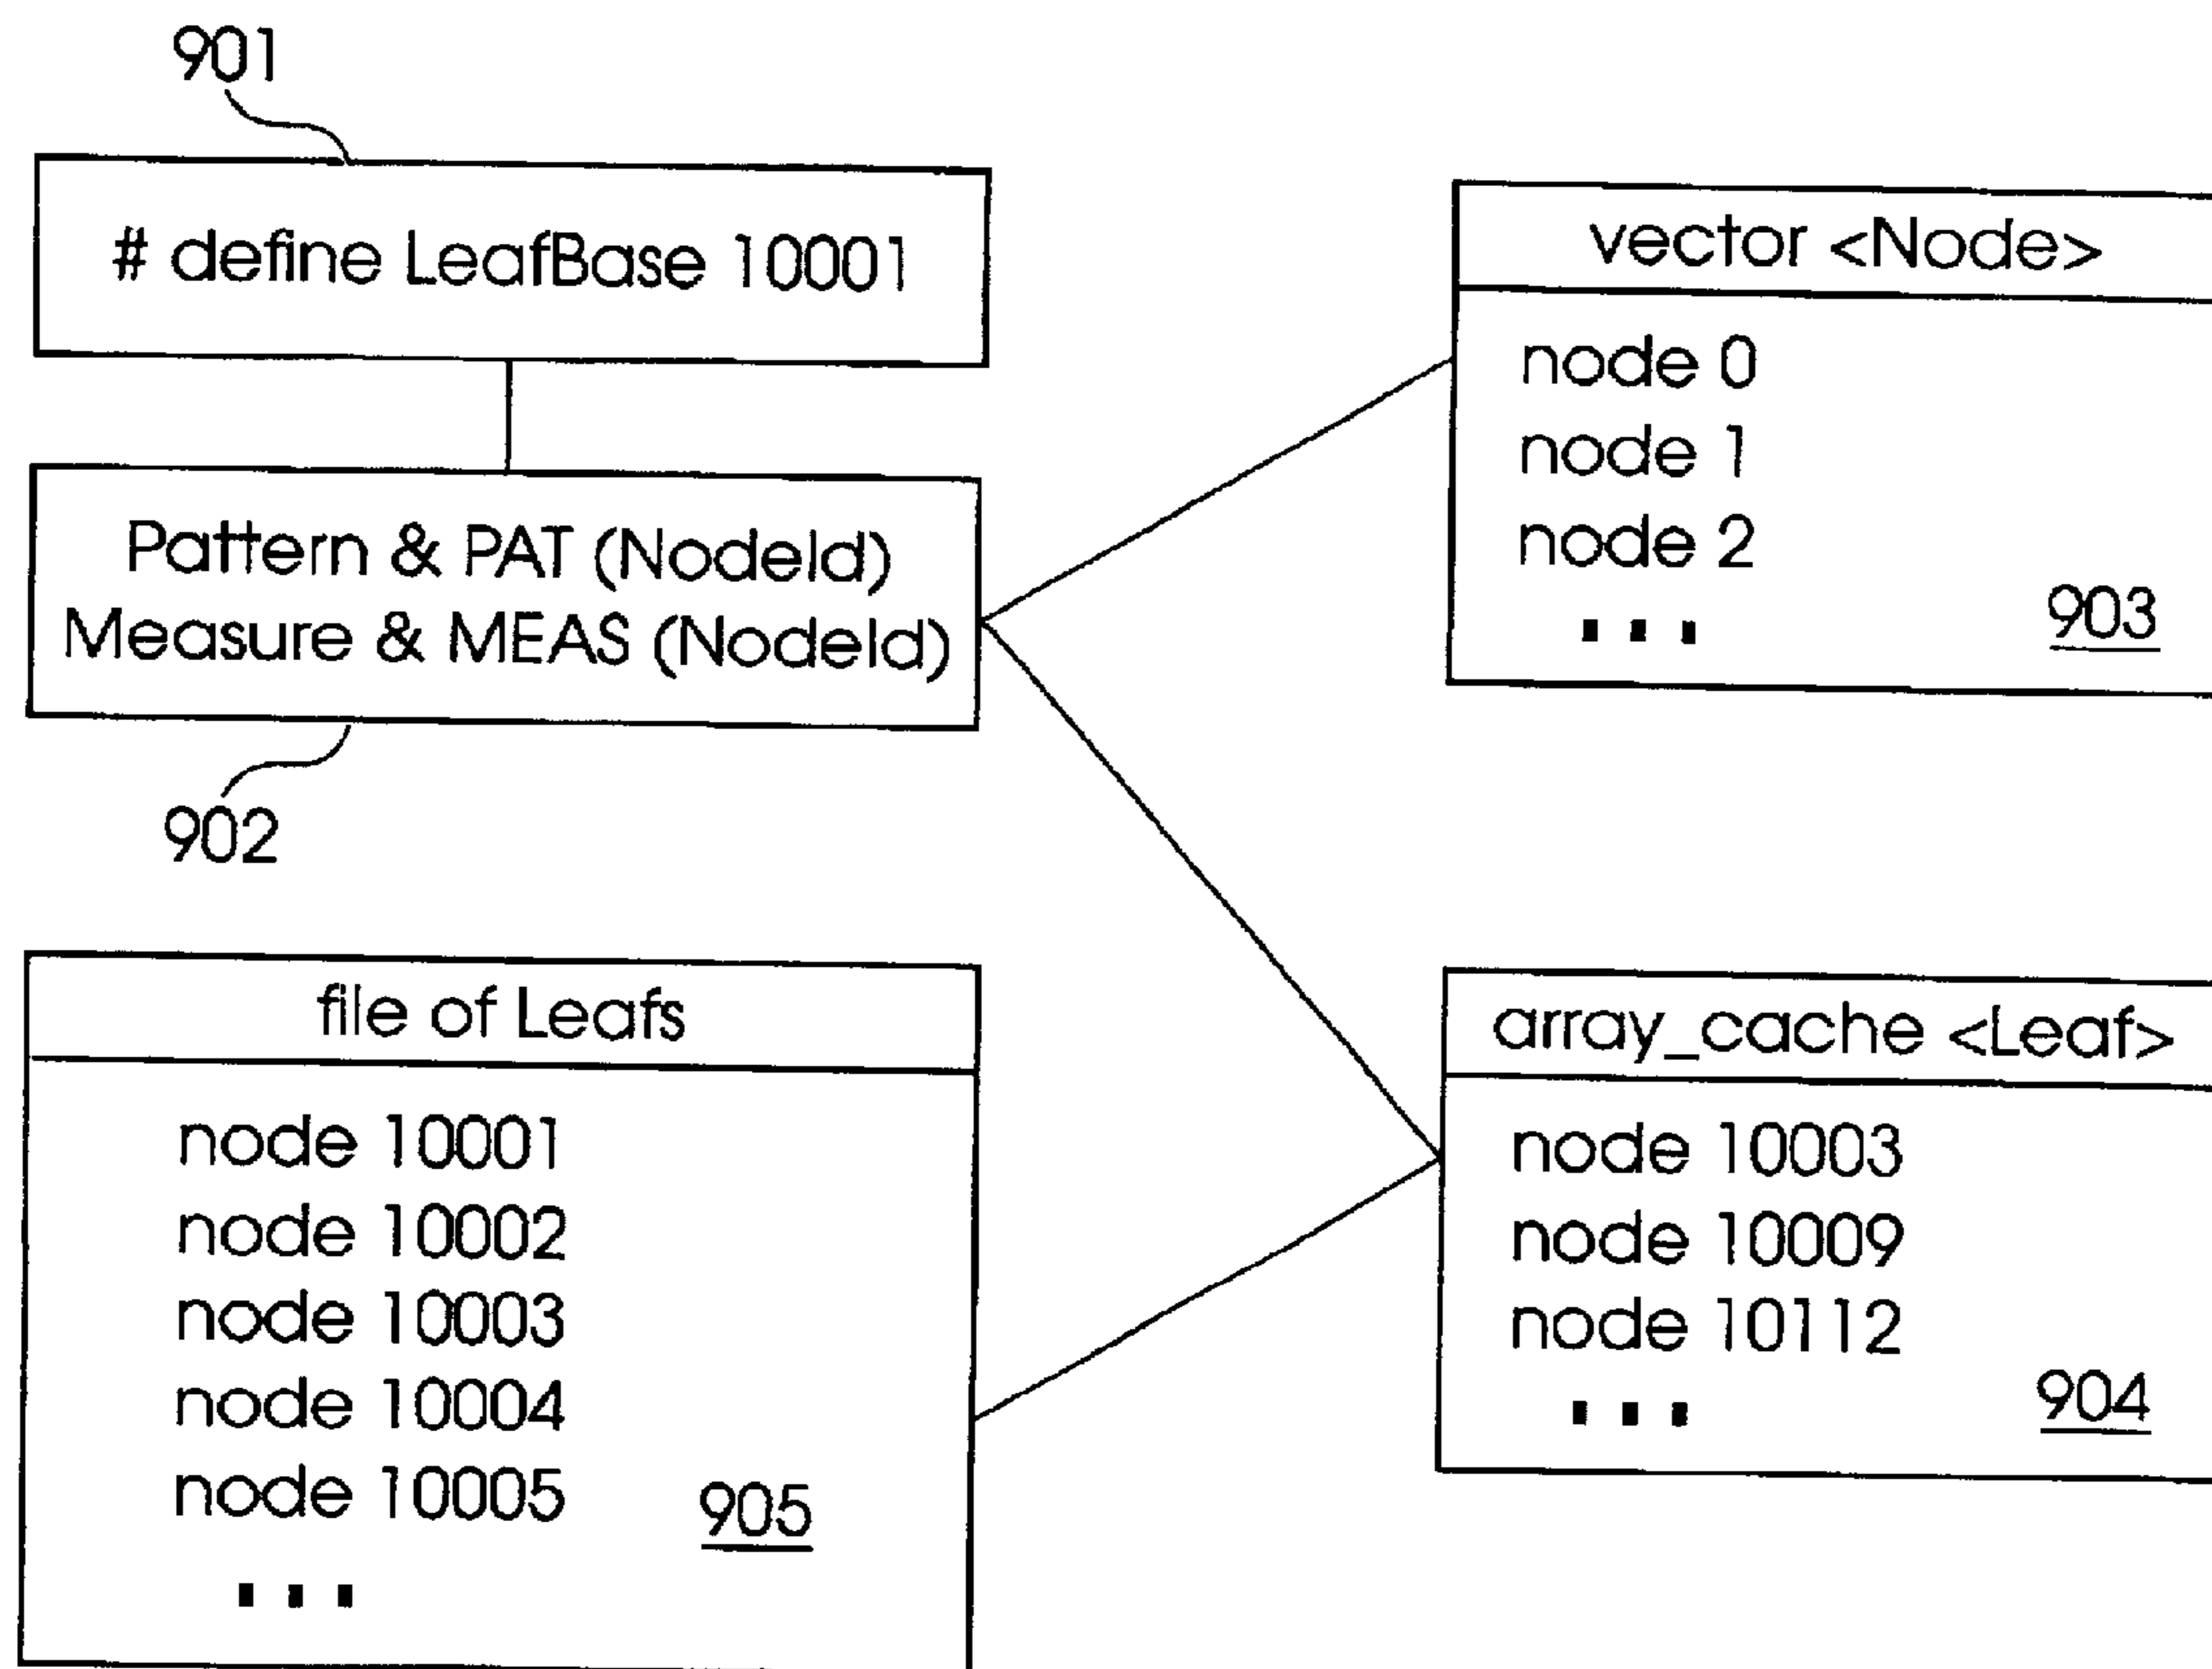 901
# define LeafBase 10001
Pattern & PAT (NodeId)
Measure & MEAS (NodeId)
902
vector <Node>
node 0
node 1
node 2
...
903
file of Leafs
node 10001
node 10002
node 10003
node 10004
node 10005
...
905
array_cache <Leaf>
node 10003
node 10009
node 10112
...
904